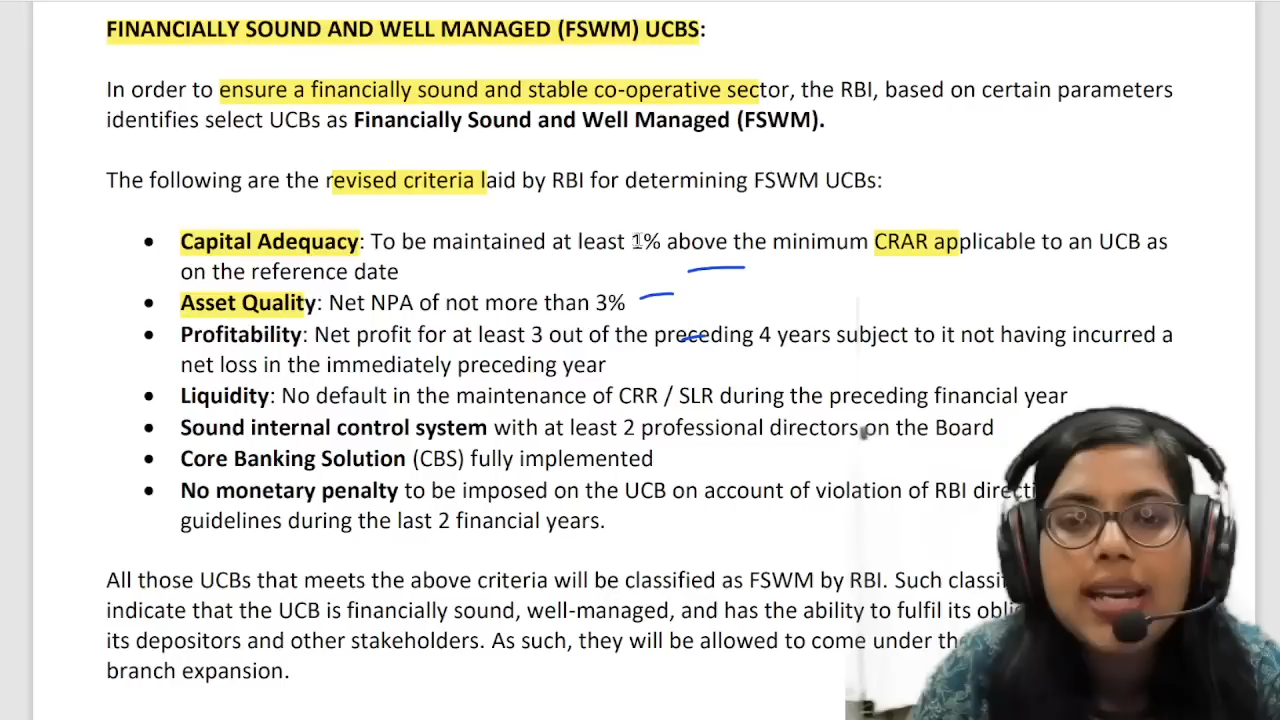 FINANCIALLY SOUND AND WELL MANAGED (FSWM) UCBS:
In order to ensure a financially sound and stable co-operative sector, the RBI, based on certain parameters
identifies select UCBs as Financially Sound and Well Managed (FSWM).
The following are the revised criteria laid by RBI for determining FSWM UCBs:
• Capital Adequacy: To be maintained at least 1% above the minimum CRAR applicable to an UCB as
on the reference date
• Asset Quality: Net NPA of not more than 3%
• Profitability: Net profit for at least 3 out of the preceding 4 years subject to it not having incurred a
net loss in the immediately preceding year
• Liquidity: No default in the maintenance of CRR / SLR during the preceding financial year
• Sound internal control system with at least 2 professional directors on the Board
• Core Banking Solution (CBS) fully implemented
• No monetary penalty to be imposed on the UCB on account of violation of RBI
guidelines during the last 2 financial years.
All those UCBs that meets the above criteria will be classified as FSWM by RBI. Such
indicate that the UCB is financially sound, well-managed, and has the ability to fulfil its
its depositors and other stakeholders. As such, they will be allowed to come under
branch expansion.